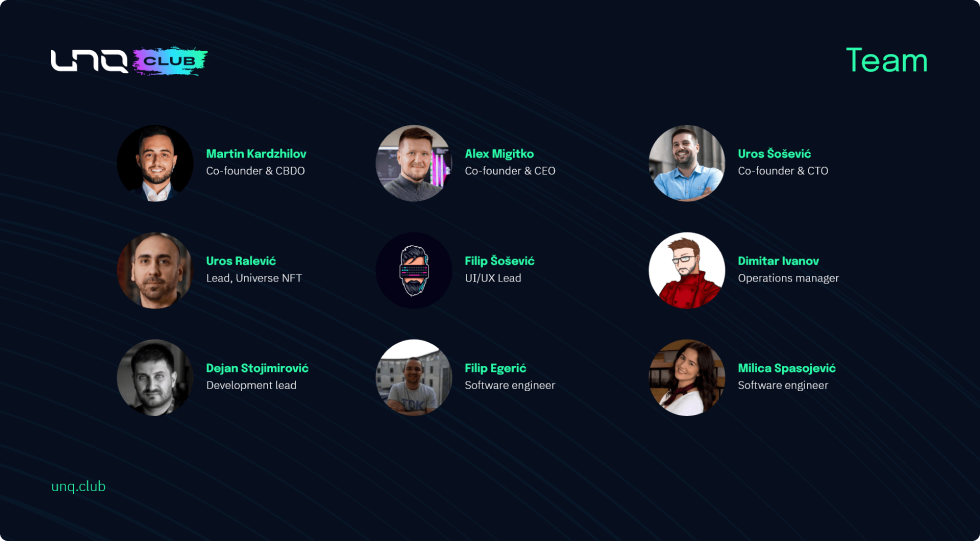 unq CLUB
Team
Martin Kardzhilov
Co-founder & CBDO
Alex Migitko
Co-founder & CEO
Uros Šošević
Co-founder & CTO
Uros Ralević
Lead, Universe NFT
Filip Šošević
UI/UX Lead
Dimitar Ivanov
Operations manager
Dejan Stojimirović
Development lead
Filip Egerić
Software engineer
Milica Spasojević
Software engineer
unq.club